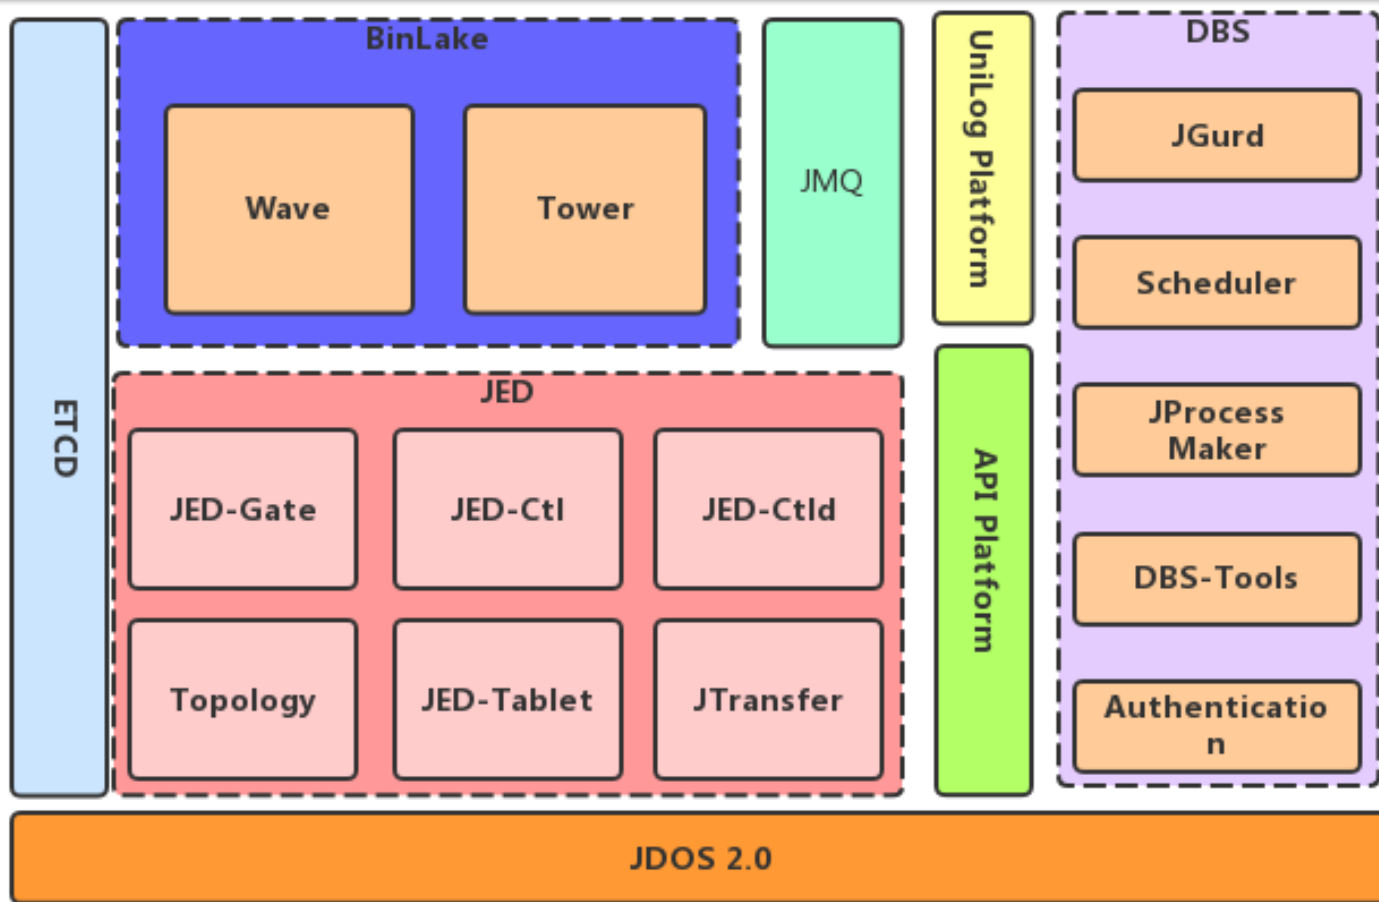 ETCD
BinLake
Wave
Tower
JMQ
UniLog Platform
API Platform
JED
JED-Gate
JED-Ctl
JED-Ctld
Topology
JED-Tablet
JTransfer
DBS
JGurd
Scheduler
JProcess
Maker
DBS-Tools
Authenticatio
n
JDOS 2.0